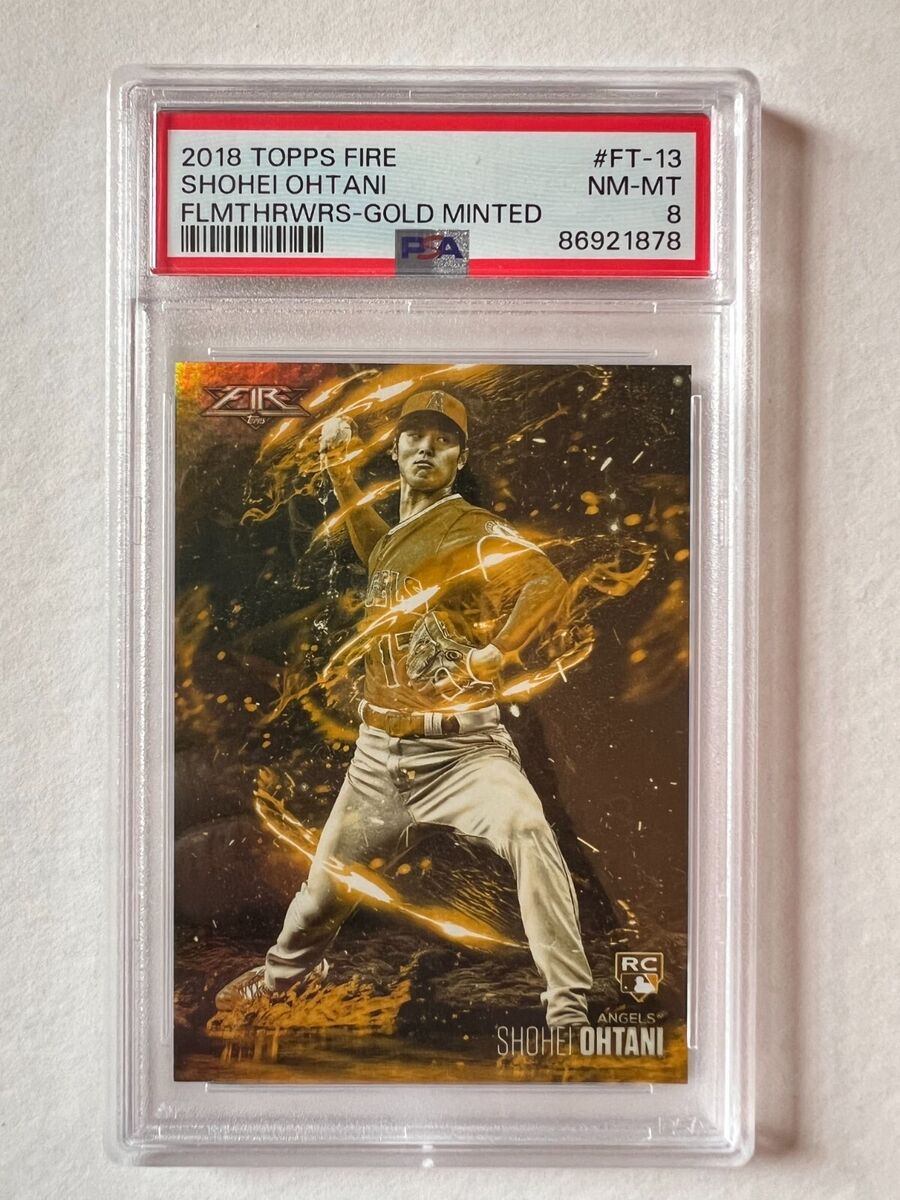 2018 TOPPS FIRE #FT-13
SHOHEI OHTANI NM-MT
FLMTHRWRS-GOLD MINTED 8
86921878
PSA
FIRE
TOPPS
A
17
RC
ANGELS
SHOHEI OHTANI